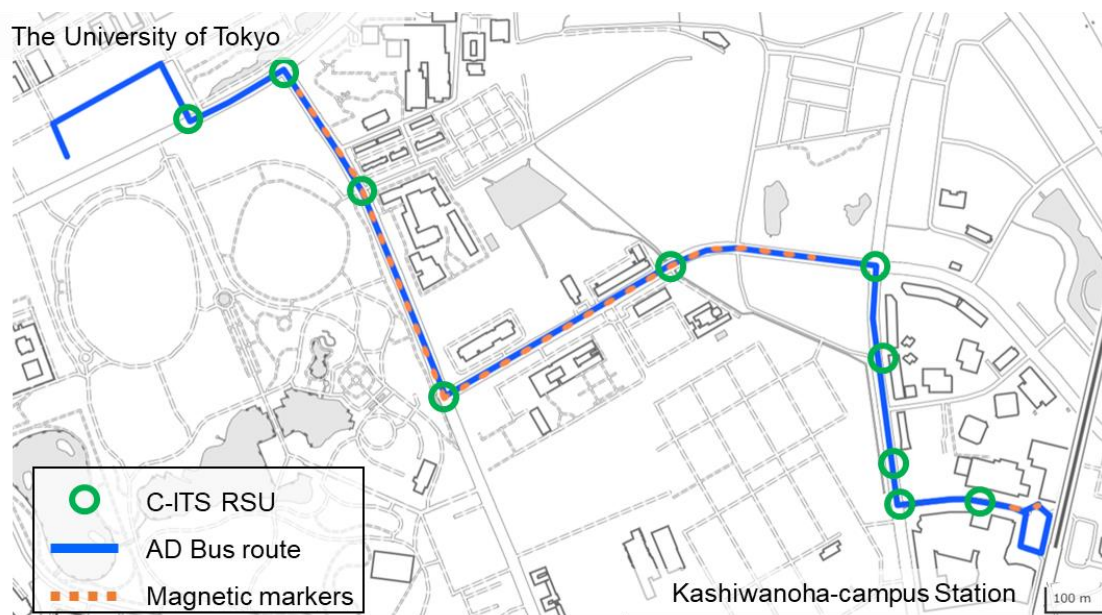 The University of Tokyo
C-ITS RSU
AD Bus route
Magnetic markers
Kashiwanoha-campus Station
100 m